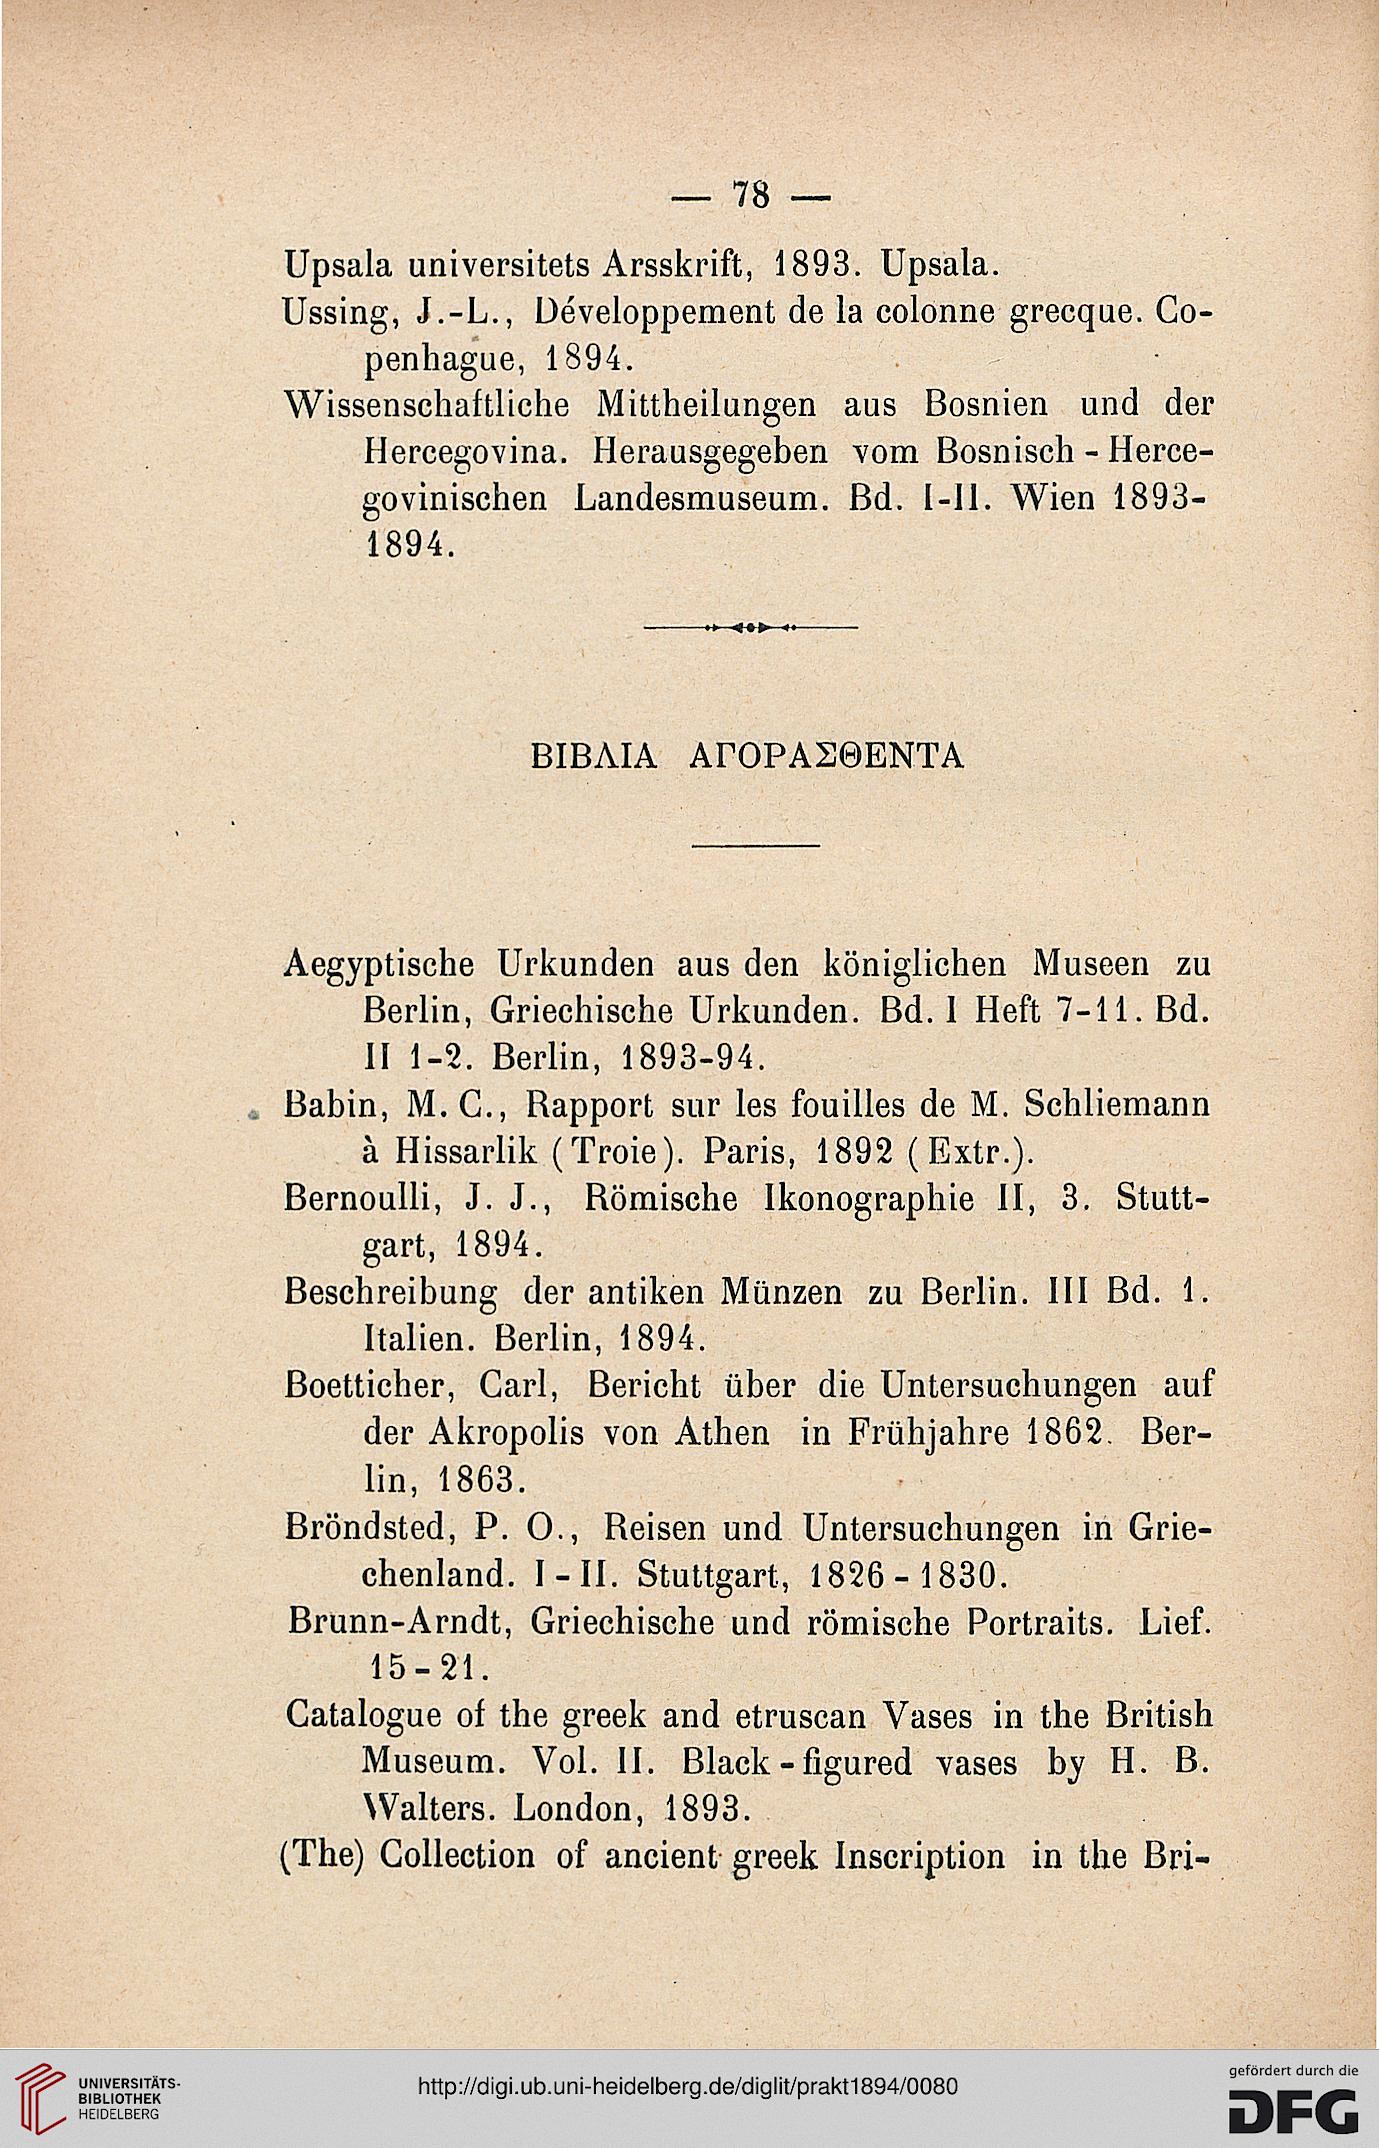 — 78 —
Upsala universitets Arsskrift, 1893. Upsala.
Ussing, J.-L., Développement de la colonne grecque. Co-
penhague, 1894.
Wissenschaftliche Mittheilungen aus Bosnien und der
Hercegovina. Herausgegeben vom Bosnisch - Herce-
govinischen Landesmuseum. Bd. I-II. Wien 1893-
1894.
ΒΙΒΛΙΑ ΑΓΟΡΑΣΘΕΝΤΑ
Aegyptische Urkunden aus den königlichen Museen zu
Berlin, Griechische Urkunden. Bd. I Heft 7-11. Bd.
II 1-2. Berlin, 1893-94.
Babin, M. C., Rapport sur les fouilles de M. Schliemann
à Hissarlik (Troie). Paris, 1892 (Extr.).
Bernoulli, J. J., Römische Ikonographie II, 3. Stutt-
gart, 1894.
Beschreibung der antiken Münzen zu Berlin. III Bd. 1.
Italien. Berlin, 1894.
Boetticher, Carl, Bericht über die Untersuchungen auf
der Akropolis von Athen in Frühjahre 1862. Ber-
lin, 1863.
Bröndsted, P. O., Reisen und Untersuchungen in Grie-
chenland. I - II. Stuttgart, 1826 - 1830.
Brunn-Arndt, Griechische und römische Portraits. Lief.
15 - 21.
Catalogue of the greek and etruscan Vases in the British
Museum. Vol. II. Black - figured vases by H. B.
Walters. London, 1893.
(The) Collection of ancient greek Inscription in the Bri-
UNIVERSITÄTS-
BIBLIOTHEK
HEIDELBERG
http://digi.ub.uni-heidelberg.de/diglit/prakt1894/0080
gefördert durch die
DFG